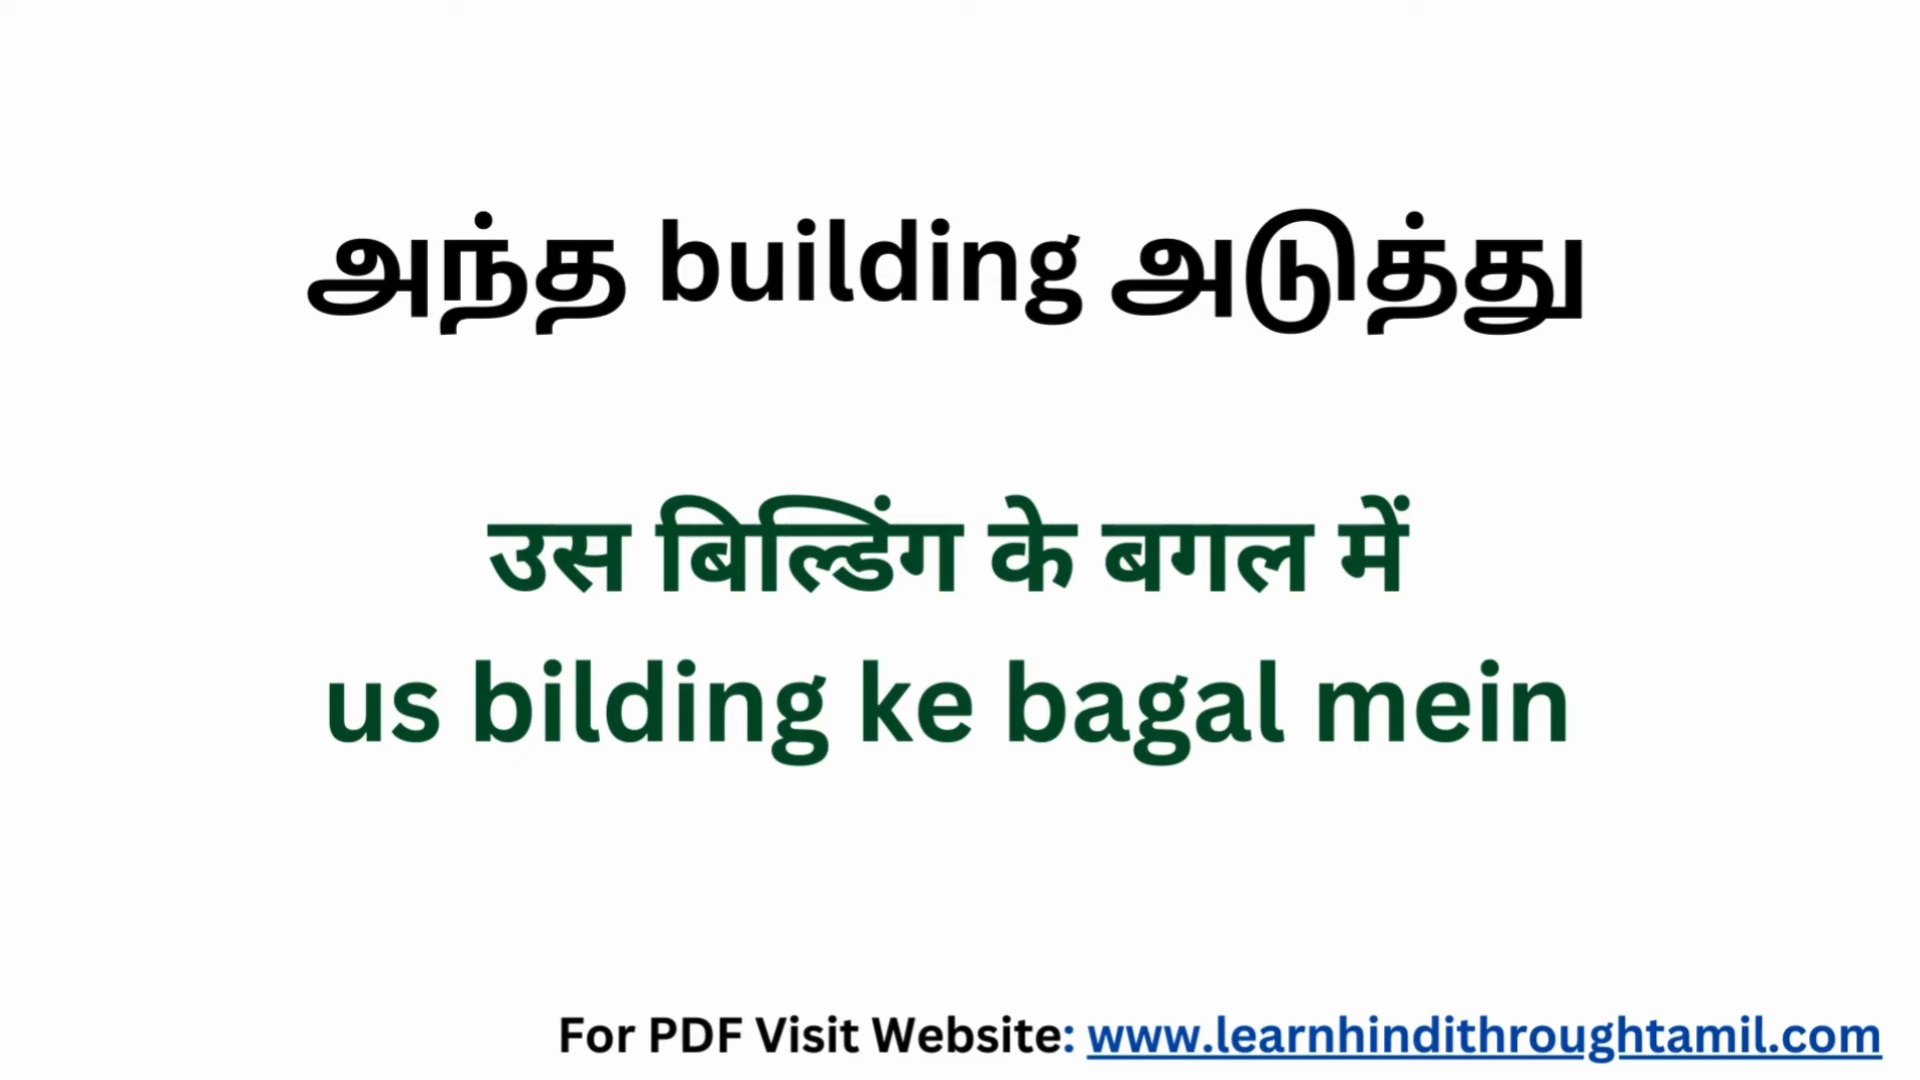 அந்த building அடுத்து
उस बिल्डिंग के बगल में
us bilding ke bagal mein
For PDF Visit Website: www.learnhindithroughtamil.com